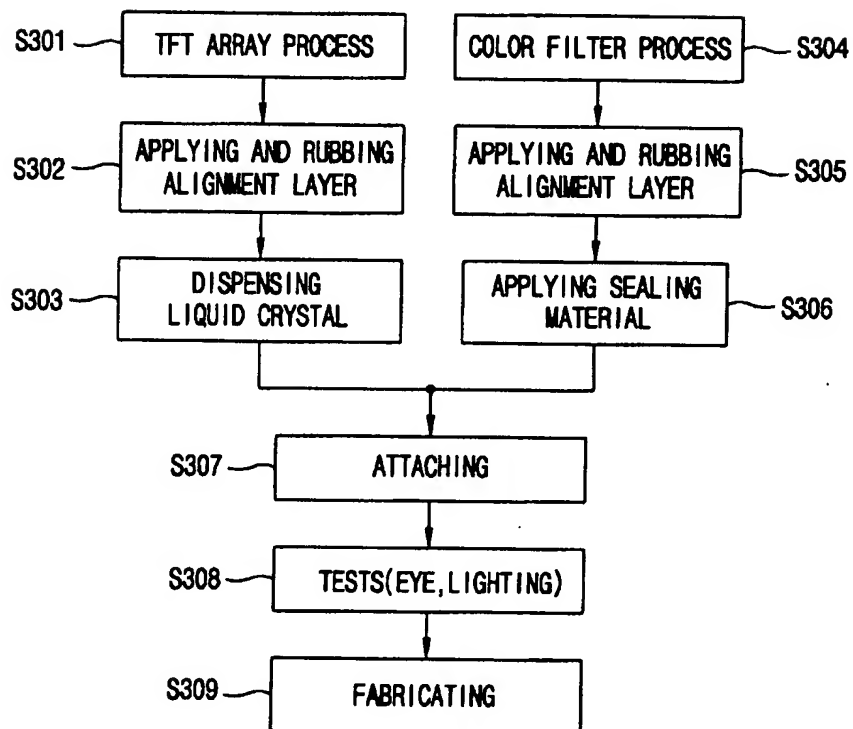 S301
TFT ARRAY PROCESS
COLOR FILTER PROCESS
S304
S302
APPLYING AND RUBBING
ALIGNMENT LAYER
APPLYING AND RUBBING
ALIGNMENT LAYER
S305
S303
DISPENSING
LIQUID CRYSTAL
APPLYING SEALING
MATERIAL
S306
S307
ATTACHING
S308
TESTS(EYE,LIGHTING)
S309
FABRICATING